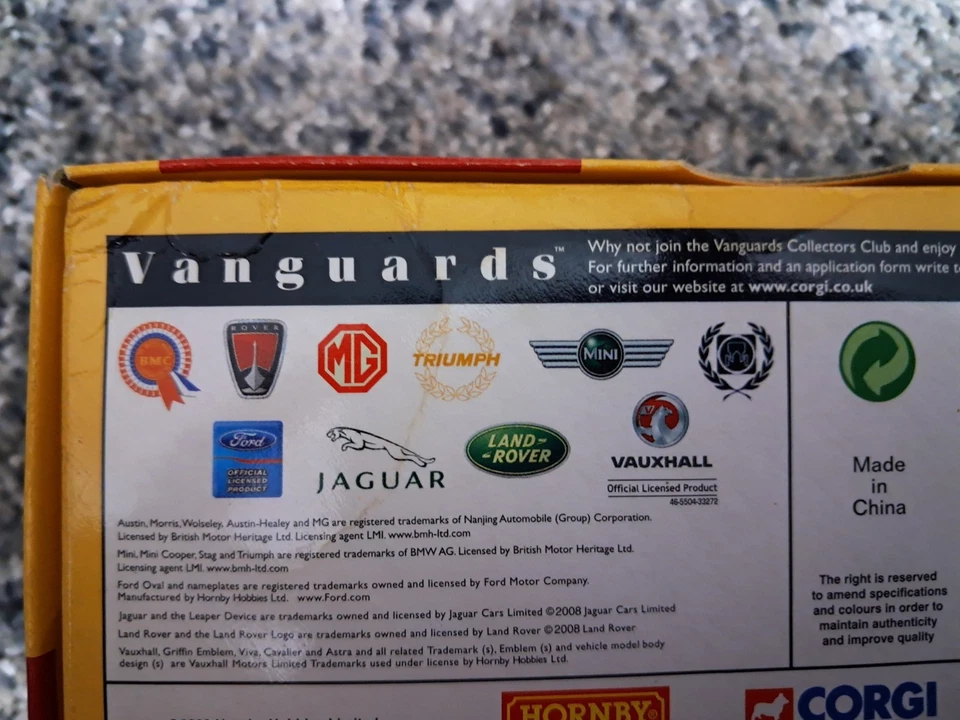 Vanguards™
Why not join the Vanguards Collectors Club and enjoy
For further information and an application form write
or visit our website at www.corgi.co.uk
BMC
ROVER
MG
TRIUMPH
MINI
Ford
OFFICIAL
LICENSED
PRODUCT
JAGUAR
LAND-
-ROVER
VAUXHALL
Official Licensed Product
46-5504-33272
Austin, Morris, Wolseley, Austin-Healey and MG are registered trademarks of Nanjing Automobile (Group) Corporation.
Licensed by British Motor Heritage Ltd. Licensing agent LMI. www.bmh-ltd.com
Mini, Mini Cooper, Stag and Triumph are registered trademarks of BMW AG. Licensed by British Motor Heritage Ltd.
Licensing agent LMI. www.bmh-ltd.com
Ford Oval and nameplates are registered trademarks owned and licensed by Ford Motor Company.
Manufactured by Hornby Hobbies Ltd. www.Ford.com
Jaguar and the Leaper Device are trademarks owned and licensed by Jaguar Cars Limited ©2008 Jaguar Cars Limited
Land Rover and the Land Rover Logo are trademarks owned and licensed by Land Rover ©2008 Land Rover
Vauxhall, Griffin Emblem, Viva, Cavalier and Astra and all related Trademark (s), Emblem (s) and vehicle model body
design (s) are Vauxhall Motors Limited Trademarks used under license by Hornby Hobbies Ltd.
Made
in
China
The right is reserved
to amend specifications
and colours in order to
maintain authenticity
and improve quality
HORNBY
CORGI